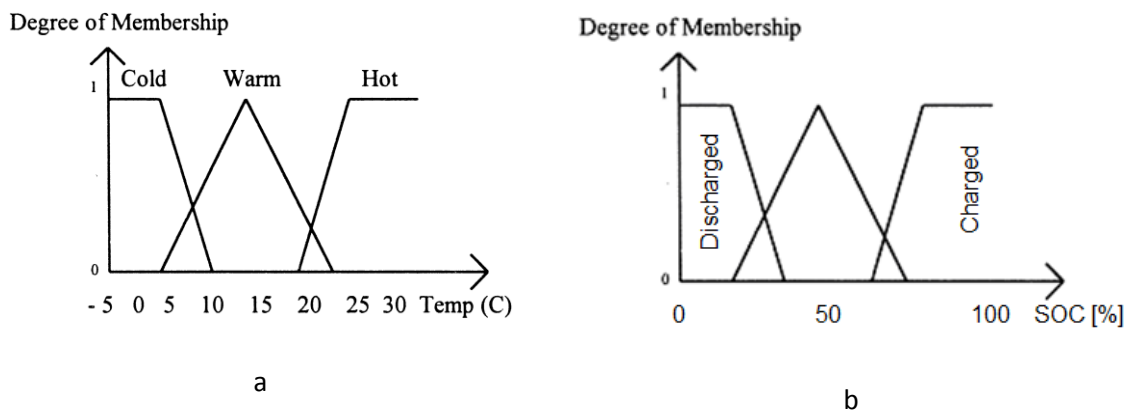 Degree of Membership
1
Cold Warm Hot
0
- 5 0 5 10 15 20 25 30 Temp (C)
a
Degree of Membership
1
Discharged
Charged
0
0 50 100 SOC [%]
b